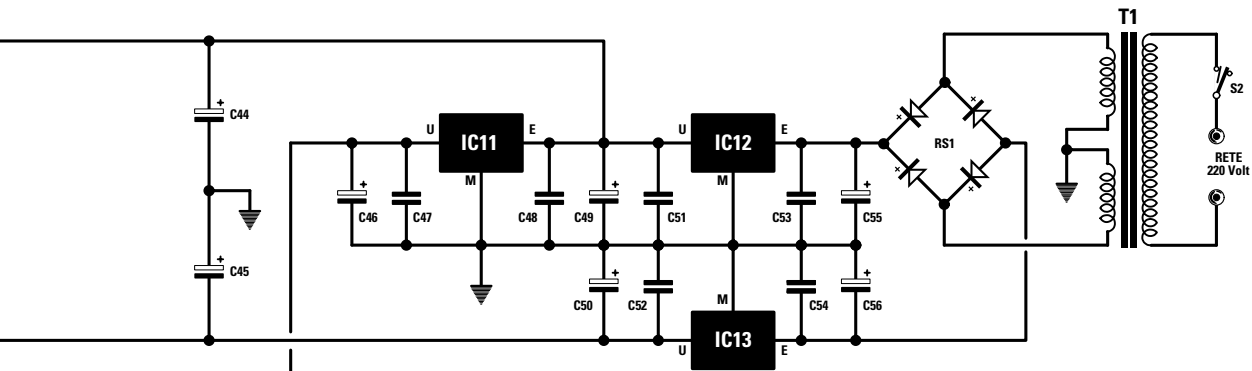 T1
S2
RETE
220 Volt
RS1
+
C44
U
IC11
E
M
U
IC12
E
M
+
C46
C47
C48
+
C49
C51
C53
+
C55
+
C45
+
C50
C52
C54
+
C56
M
U
IC13
E